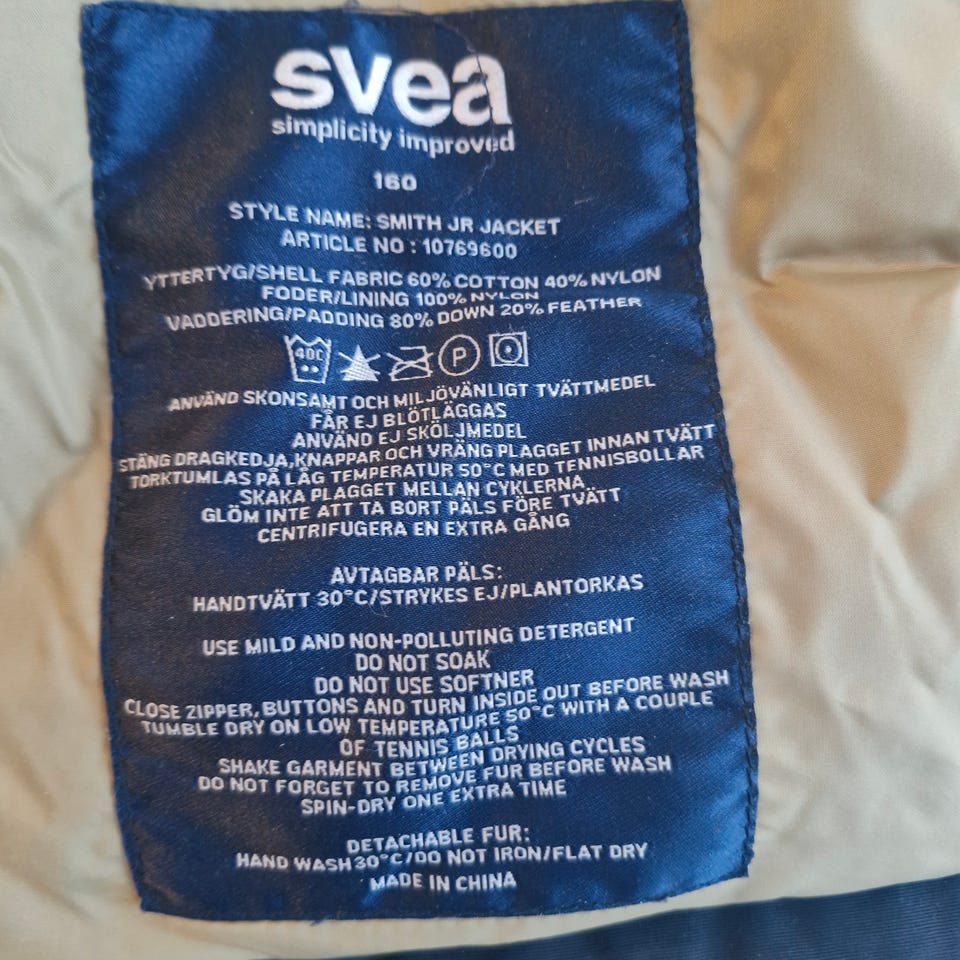 svea
simplicity improved
160
STYLE NAME: SMITH JR JACKET
ARTICLE NO : 10769600
YTTERTYG/SHELL FABRIC 60% COTTON 40% NYLON
FODER/LINING 100% NYLON
VADDERING/PADDING 80% DOWN 20% FEATHER
40C P
ANVÄND SKONSAMT OCH MILJÖVÄNLIGT TVÄTTMEDEL
FÅR EJ BLÖTLÄGGAS
ANVÄND EJ SKÖLJMEDEL
STÄNG DRAGKEDJA,KNAPPAR OCH VRÄNG PLAGGET INNAN TVÄTT
TORKTUMLAS PÅ LÅG TEMPERATUR 50°C MED TENNISBOLLAR
SKAKA PLAGGET MELLAN CYKLERNA
GLÖM INTE ATT TA BORT PÄLS FÖRE TVÄTT
CENTRIFUGERA EN EXTRA GÅNG
AVTAGBAR PÄLS:
HANDTVÄTT 30°C/STRYKES EJ/PLANTORKAS
USE MILD AND NON-POLLUTING DETERGENT
DO NOT SOAK
DO NOT USE SOFTNER
CLOSE ZIPPER, BUTTONS AND TURN INSIDE OUT BEFORE WASH
TUMBLE DRY ON LOW TEMPERATURE 50°C WITH A COUPLE
OF TENNIS BALLS
SHAKE GARMENT BETWEEN DRYING CYCLES
DO NOT FORGET TO REMOVE FUR BEFORE WASH
SPIN-DRY ONE EXTRA TIME
DETACHABLE FUR:
HAND WASH 30°C/DO NOT IRON/FLAT DRY
MADE IN CHINA